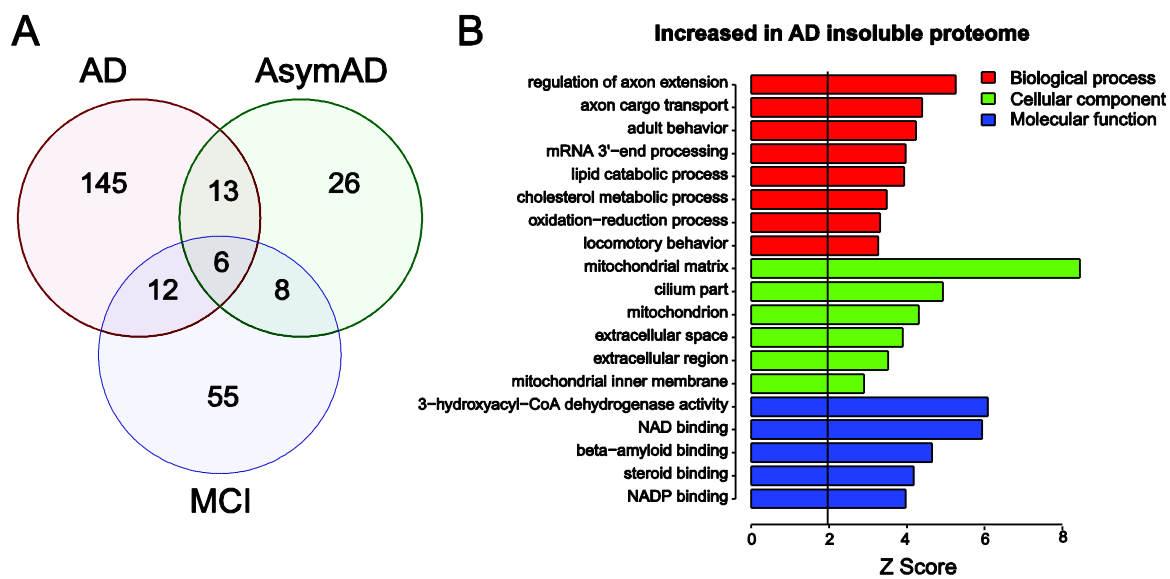 A
AD
AsymAD
145
13
26
6
12
8
55
MCI
B
Increased in AD insoluble proteome
regulation of axon extension
axon cargo transport
adult behavior
mRNA 3'−end processing
lipid catabolic process
cholesterol metabolic process
oxidation−reduction process
locomotory behavior
mitochondrial matrix
cilium part
mitochondrion
extracellular space
extracellular region
mitochondrial inner membrane
3−hydroxyacyl−CoA dehydrogenase activity
NAD binding
beta−amyloid binding
steroid binding
NADP binding
Biological process
Cellular component
Molecular function
0 2 4 6 8
Z Score